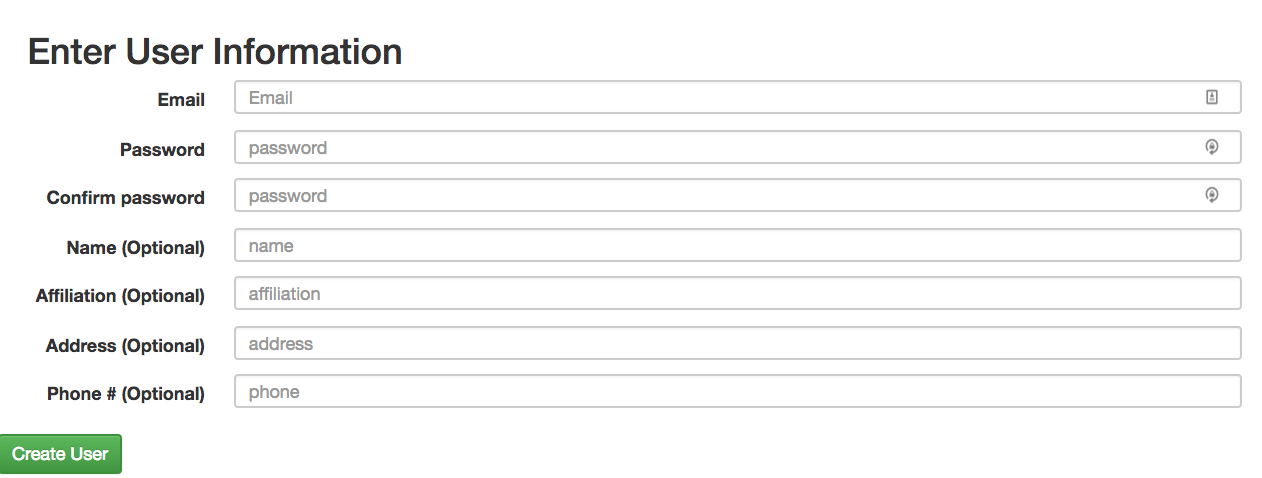 Enter User Information
Email Email
Password password
Confirm password password
Name (Optional) name
Affiliation (Optional) affiliation
Address (Optional) address
Phone # (Optional) phone
Create User